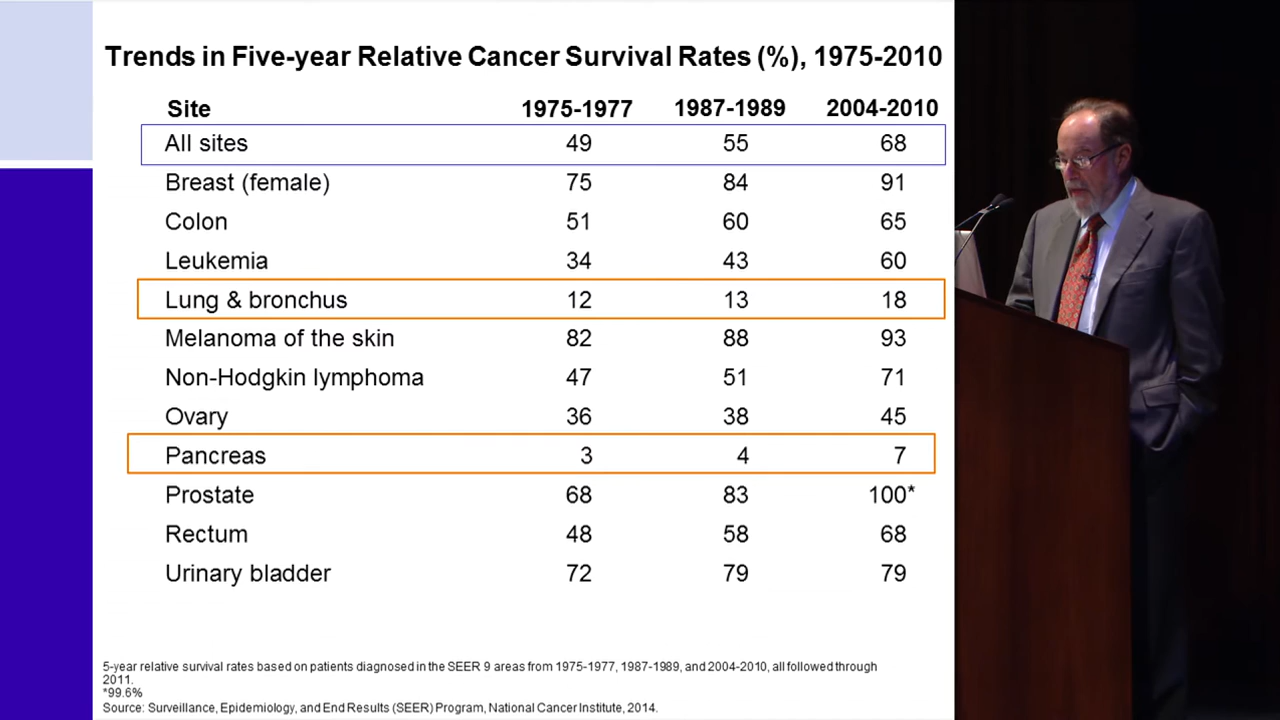 Trends in Five-year Relative Cancer Survival Rates (%), 1975-2010
Site 1975-1977 1987-1989 2004-2010
All sites 49 55 68
Breast (female) 75 84 91
Colon 51 60 65
Leukemia 34 43 60
Lung & bronchus 12 13 18
Melanoma of the skin 82 88 93
Non-Hodgkin lymphoma 47 51 71
Ovary 36 38 45
Pancreas 3 4 7
Prostate 68 83 100*
Rectum 48 58 68
Urinary bladder 72 79 79
5-year relative survival rates based on patients diagnosed in the SEER 9 areas from 1975-1977, 1987-1989, and 2004-2010, all followed through
2011.
*99.6%
Source: Surveillance, Epidemiology, and End Results (SEER) Program, National Cancer Institute, 2014.